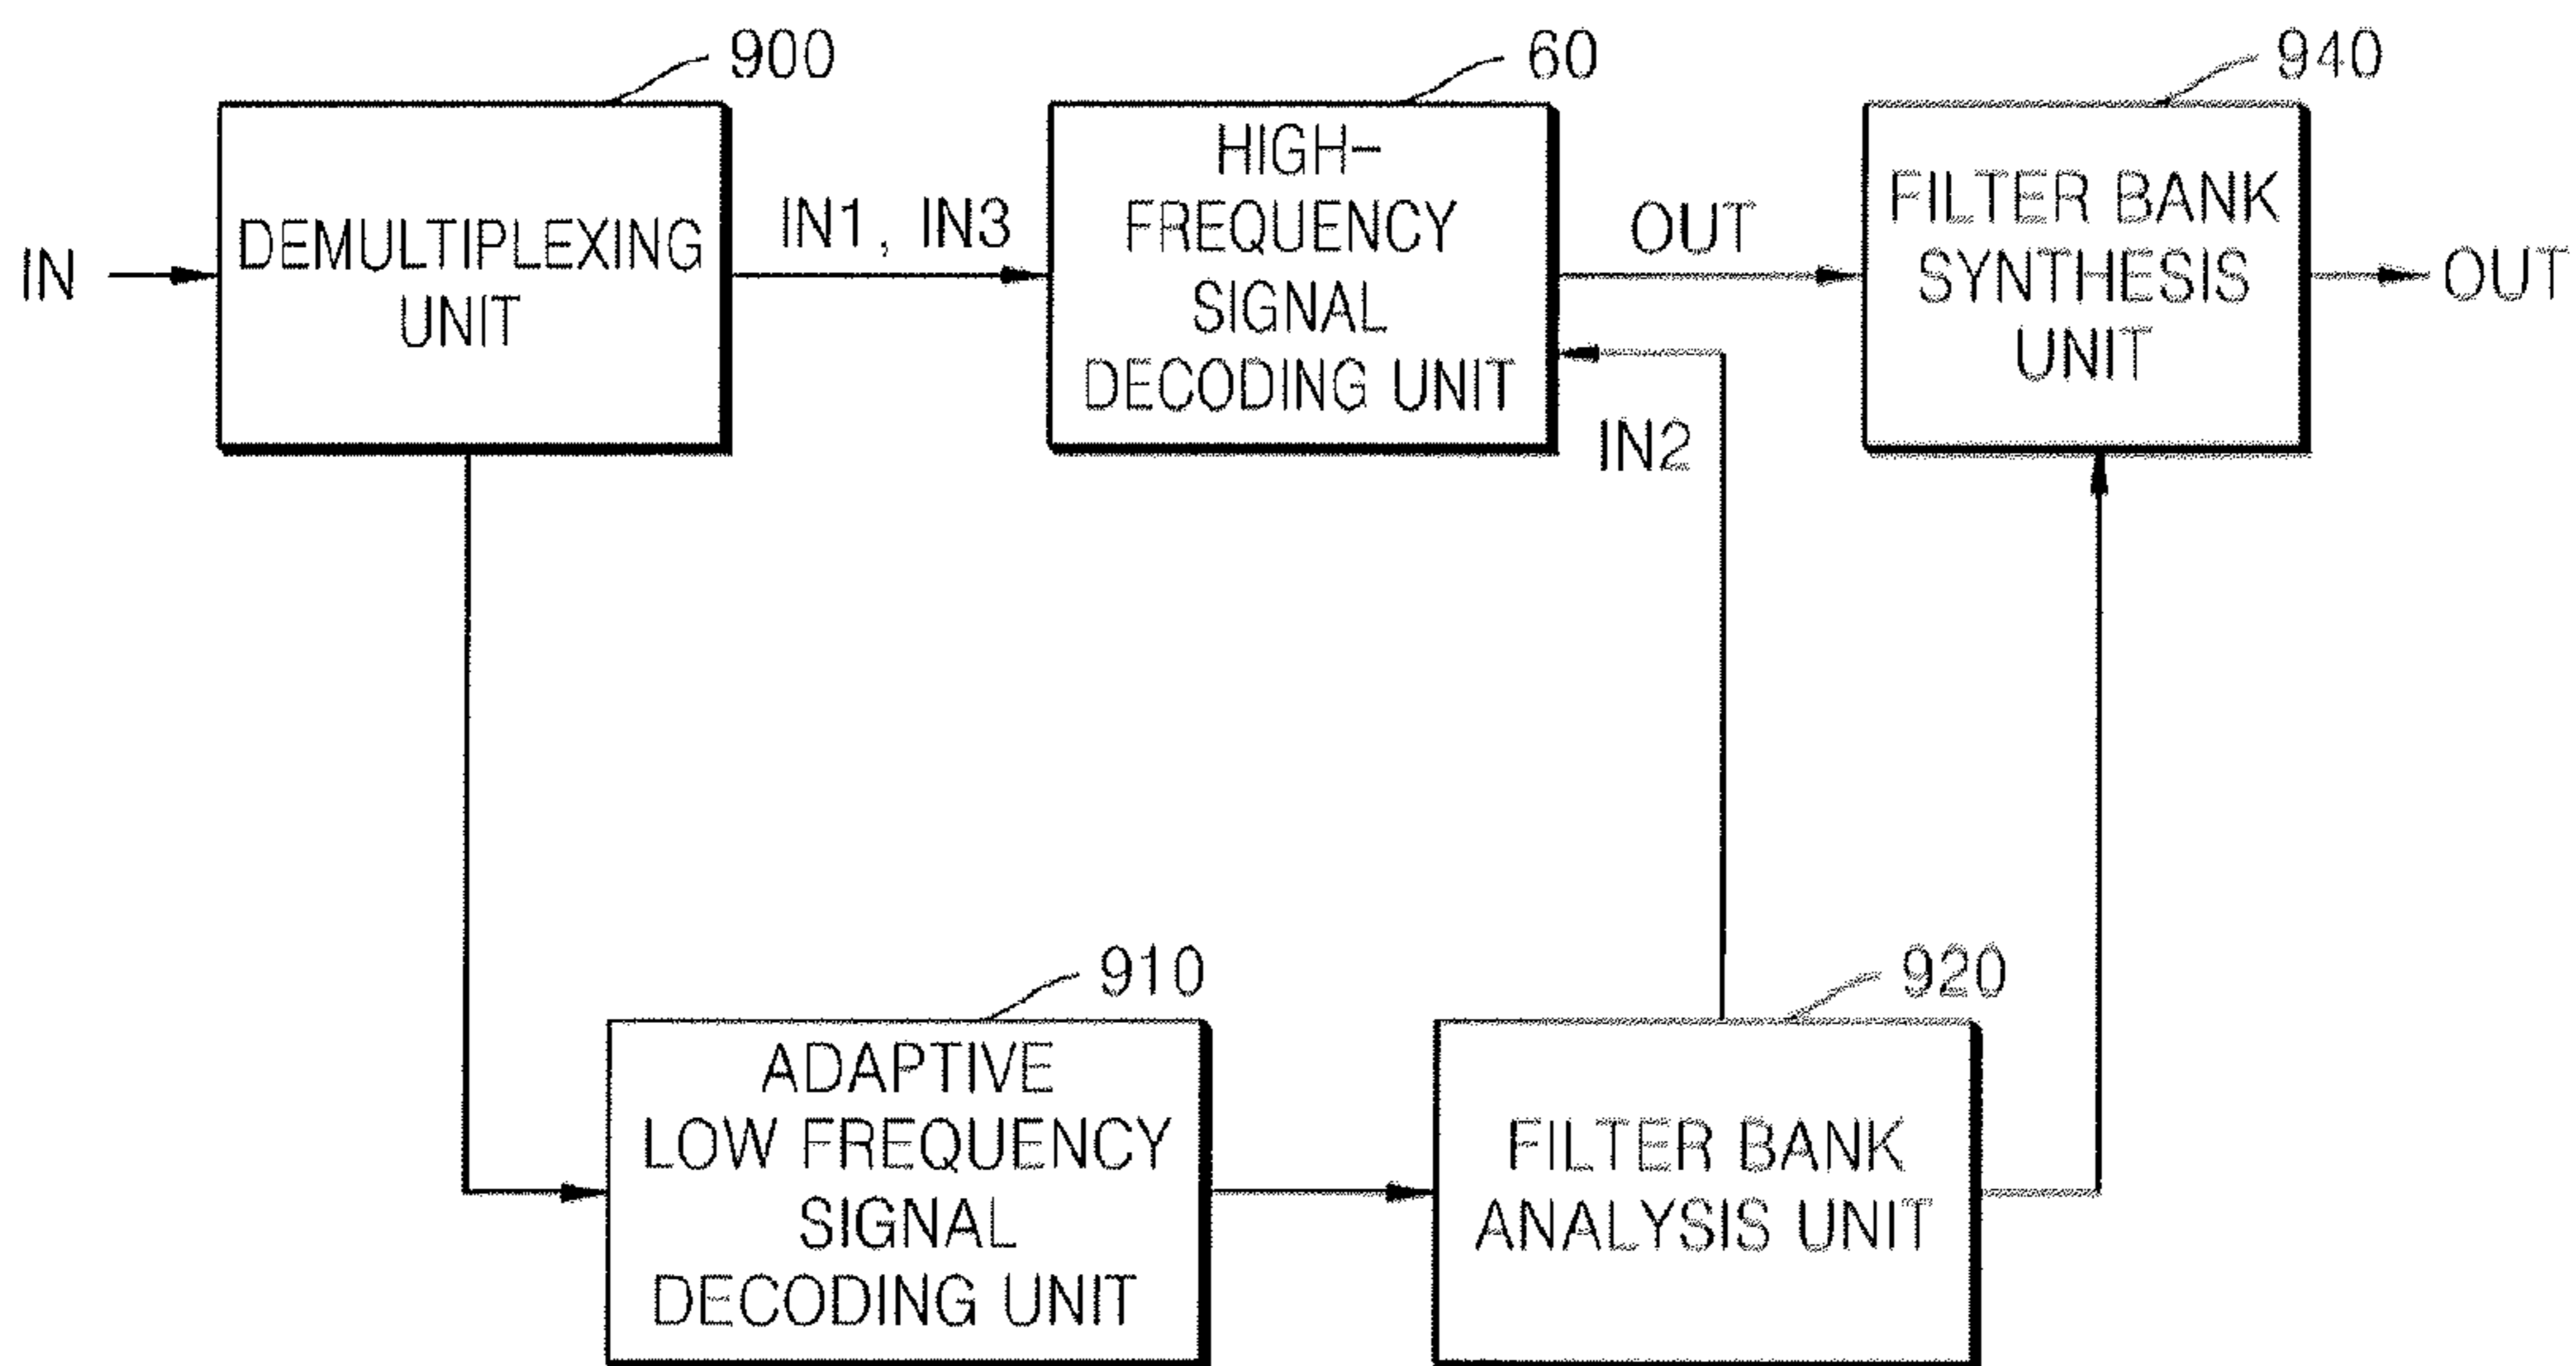 900
60
940
IN
DEMULTIPLEXING
UNIT
IN1, IN3
HIGH-
FREQUENCY
SIGNAL
DECODING UNIT
OUT
IN2
FILTER BANK
SYNTHESIS
UNIT
OUT
910
920
ADAPTIVE
LOW FREQUENCY
SIGNAL
DECODING UNIT
FILTER BANK
ANALYSIS UNIT